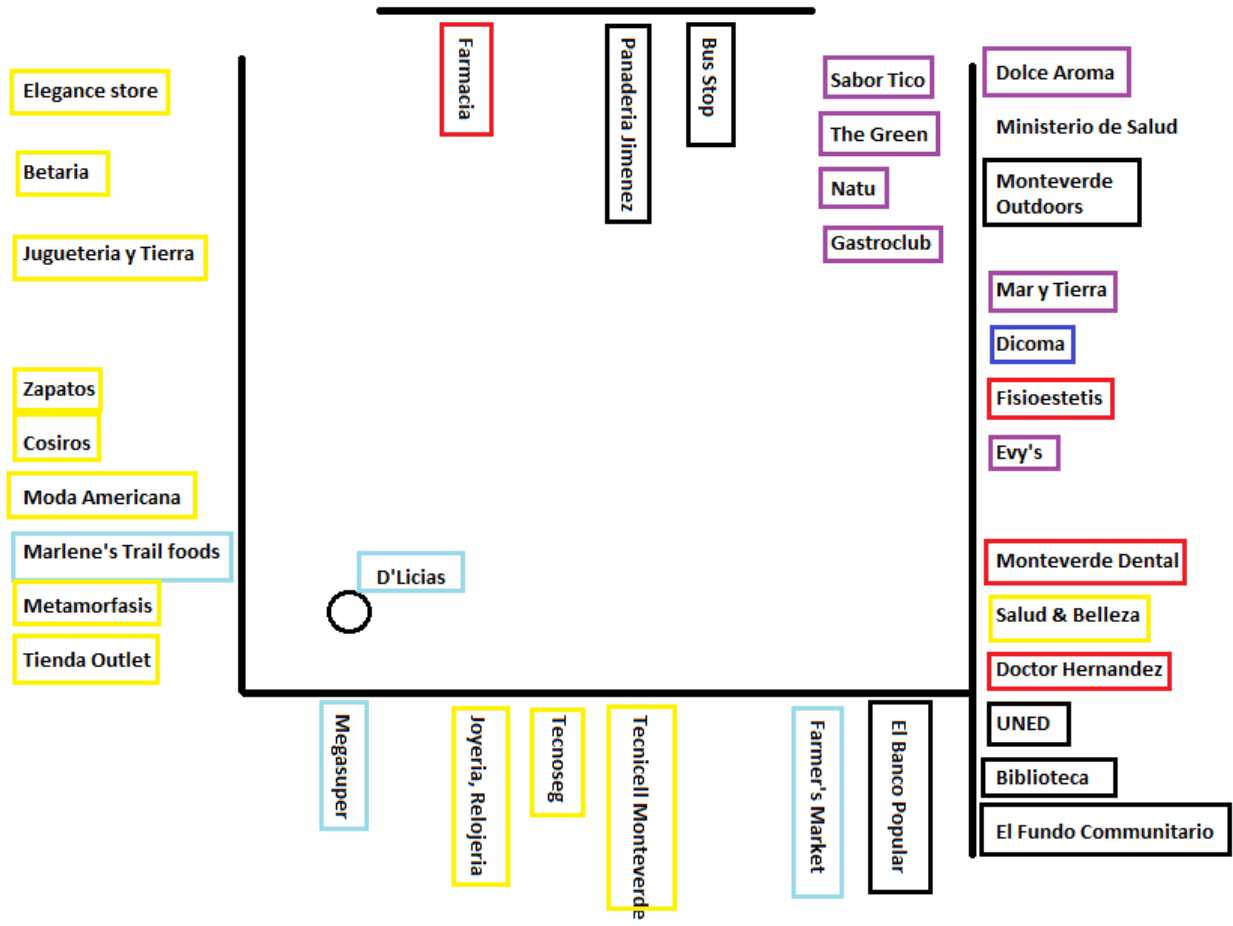 Elegance store
Betaria
Jugueteria y Tierra
Zapatos
Cosiros
Moda Americana
Marlene's Trail foods
Metamorfasis
Tienda Outlet
Farmacia
Panaderia Jimenez
Bus Stop
Sabor Tico
The Green
Natu
Gastroclub
D'Licias
Dolce Aroma
Ministerio de Salud
Monteverde
Outdoors
Mar y Tierra
Dicoma
Fisioestetis
Evy's
Monteverde Dental
Salud & Belleza
Doctor Hernandez
UNED
Biblioteca
El Fundo Communitario
Megasuper
Joyeria, Relojeria
Tecnoseg
Tecnicell Monteverde
Farmer's Market
El Banco Popular